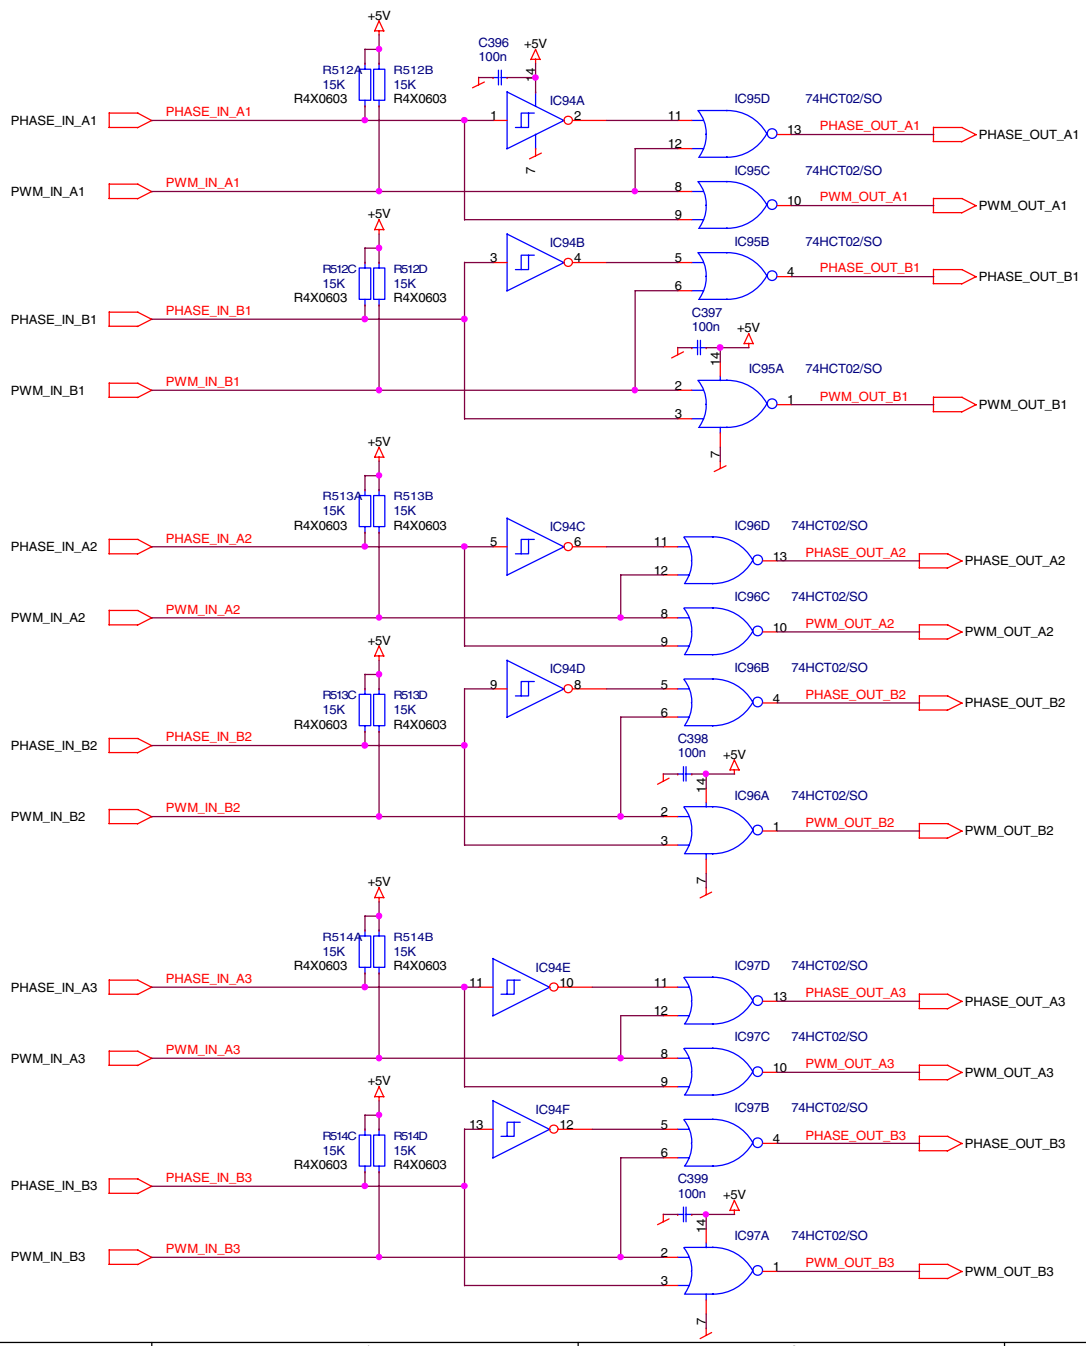 +5V
C396
100n
+5V
R512A
15K
R4X0603
R512B
15K
R4X0603
14
IC94A
IC95D 74HCT02/SO
PHASE_IN_A1 PHASE_IN_A1
1
2
11
12
13
PHASE_OUT_A1 PHASE_OUT_A1
7
IC95C 74HCT02/SO
PWM_IN_A1 PWM_IN_A1
8
9
10
PWM_OUT_A1 PWM_OUT_A1
+5V
R512C
15K
R4X0603
R512D
15K
R4X0603
IC94B
IC95B 74HCT02/SO
3
4
5
6
4
PHASE_OUT_B1 PHASE_OUT_B1
PHASE_IN_B1 PHASE_IN_B1
C397
100n
+5V
14
IC95A 74HCT02/SO
PWM_IN_B1 PWM_IN_B1
2
3
1
PWM_OUT_B1 PWM_OUT_B1
7
+5V
R513A
15K
R4X0603
R513B
15K
R4X0603
IC94C
IC96D 74HCT02/SO
PHASE_IN_A2 PHASE_IN_A2
5
6
11
12
13
PHASE_OUT_A2 PHASE_OUT_A2
IC96C 74HCT02/SO
PWM_IN_A2 PWM_IN_A2
8
9
10
PWM_OUT_A2 PWM_OUT_A2
+5V
R513C
15K
R4X0603
R513D
15K
R4X0603
IC94D
IC96B 74HCT02/SO
9
8
5
6
4
PHASE_OUT_B2 PHASE_OUT_B2
PHASE_IN_B2 PHASE_IN_B2
C398
100n
+5V
14
IC96A 74HCT02/SO
PWM_IN_B2 PWM_IN_B2
2
3
1
PWM_OUT_B2 PWM_OUT_B2
7
+5V
R514A
15K
R4X0603
R514B
15K
R4X0603
IC94E
IC97D 74HCT02/SO
PHASE_IN_A3 PHASE_IN_A3
11
10
11
12
13
PHASE_OUT_A3 PHASE_OUT_A3
IC97C 74HCT02/SO
PWM_IN_A3 PWM_IN_A3
8
9
10
PWM_OUT_A3 PWM_OUT_A3
+5V
R514C
15K
R4X0603
R514D
15K
R4X0603
IC94F
IC97B 74HCT02/SO
13
12
5
6
4
PHASE_OUT_B3 PHASE_OUT_B3
PHASE_IN_B3 PHASE_IN_B3
C399
100n
+5V
14
IC97A 74HCT02/SO
PWM_IN_B3 PWM_IN_B3
2
3
1
PWM_OUT_B3 PWM_OUT_B3
7